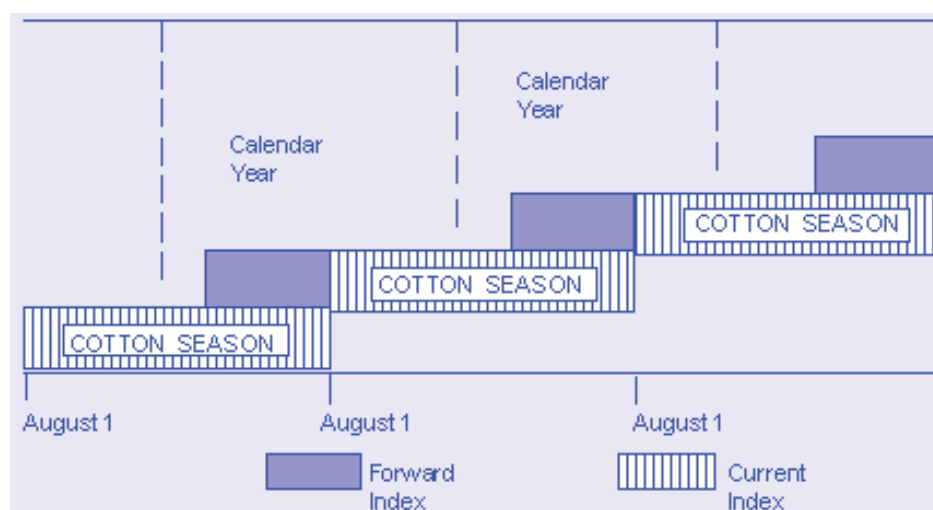 Calendar
Year
Calendar
Year
COTTON SEASON
COTTON SEASON
COTTON SEASON
August 1
August 1
August 1
Forward
Index
Current
Index